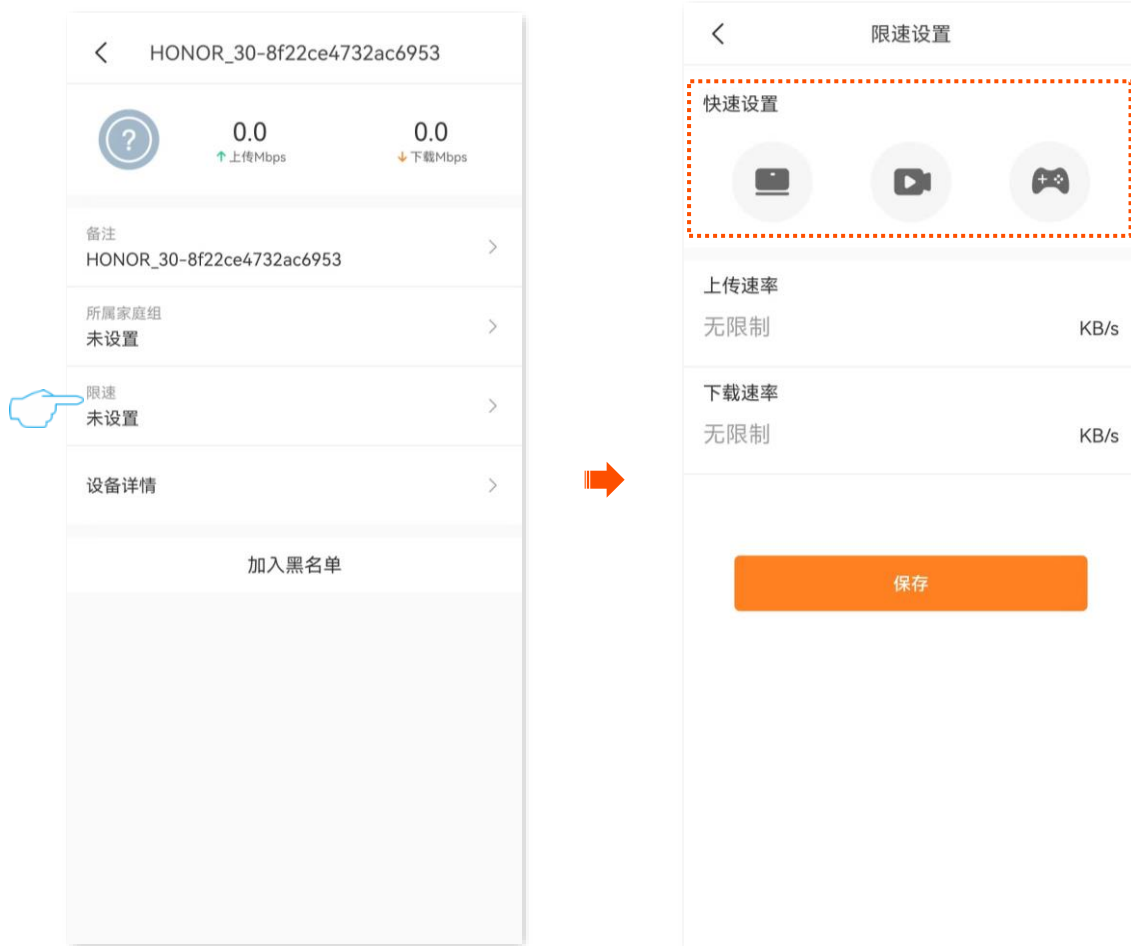 HONOR_30-8f22ce4732ac6953
0.0
上传Mbps
0.0
下载Mbps
备注
HONOR_30-8f22ce4732ac6953
所属家庭组
未设置
限速
未设置
设备详情
加入黑名单
限速设置
快速设置
上传速率
无限制 KB/s
下载速率
无限制 KB/s
保存